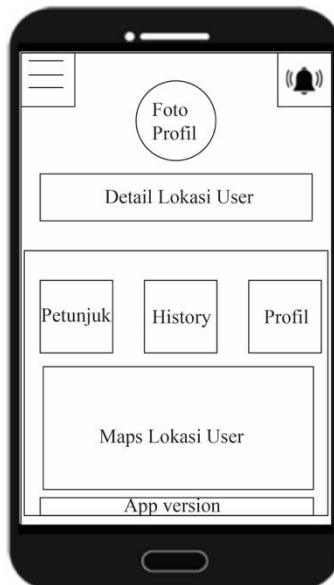 Foto
Profil
Detail Lokasi User
Petunjuk History Profil
Maps Lokasi User
App version